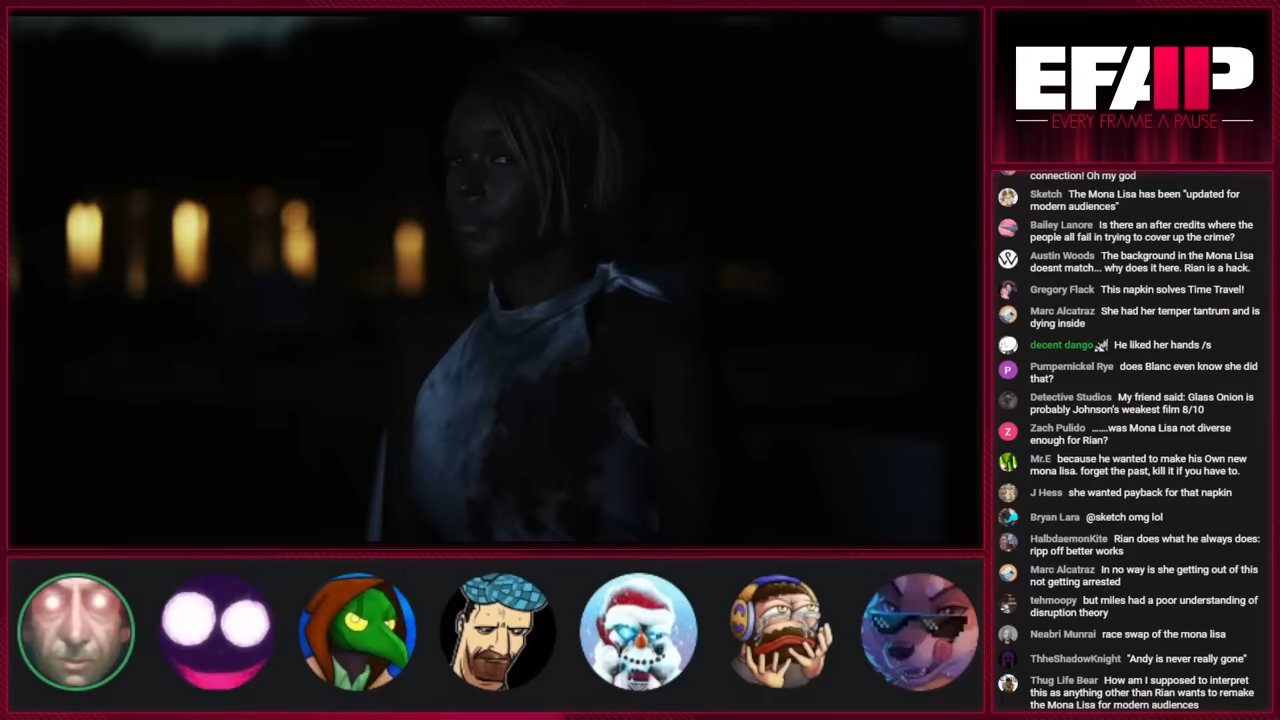 EFAP
EVERY FRAME A PAUSE
connection! Oh my god
Sketch The Mona Lisa has been "updated for
modern audiences"
Bailey Lanore Is there an after credits where the
people all fail in trying to cover up the crime?
Austin Woods The background in the Mona Lisa
doesnt match... why does it here. Rian is a hack.
Gregory Flack This napkin solves Time Travel!
Marc Alcatraz She had her temper tantrum and is
dying inside
decent dango He liked her hands /s
P
Pumpernickel Rye does Blanc even know she did
that?
Detective Studios My friend said: Glass Onion is
probably Johnson's weakest film 8/10
Z
Zach Pulido .......was Mona Lisa not diverse
enough for Rian?
Mr.E because he wanted to make his Own new
mona lisa. forget the past, kill it if you have to.
J Hess she wanted payback for that napkin
Bryan Lara @sketch omg lol
HalbdaemonKite Rian does what he always does:
ripp off better works
Marc Alcatraz In no way is she getting out of this
not getting arrested
tehmoopy but miles had a poor understanding of
disruption theory
Neabri Munrai race swap of the mona lisa
ThheShadowKnight "Andy is never really gone"
Thug Life Bear How am I supposed to interpret
this as anything other than Rian wants to remake
the Mona Lisa for modern audiences